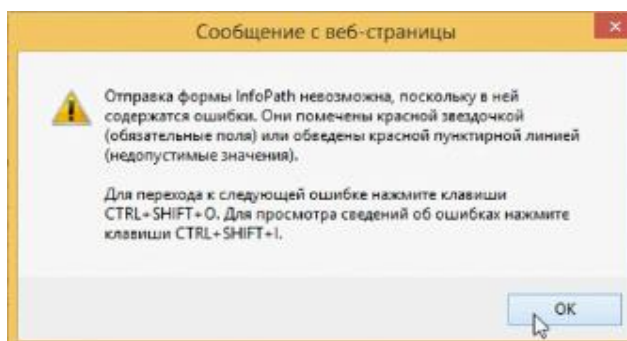 Сообщение с веб-страницы
Отправка формы InfoPath невозможна, поскольку в ней
содержатся ошибки. Они помечены красной звездочкой
(обязательные поля) или обведены красной пунктирной линией
(недопустимые значения).
Для перехода к следующей ошибке нажмите клавиши
CTRL+SHIFT+O. Для просмотра сведений об ошибках нажмите
клавиши CTRL+SHIFT+I.
OK